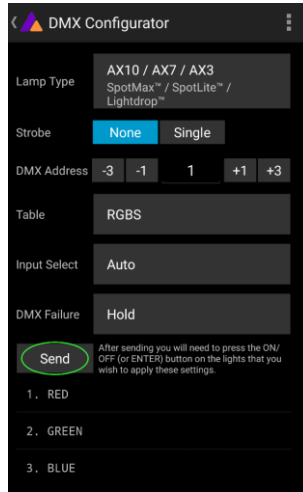 DMX Configurator
Lamp Type
AX10 / AX7 / AX3
SpotMax™ / SpotLite™ /
Lightdrop™
Strobe
None
Single
DMX Address
-3
-1
1
+1
+3
Table
RGBS
Input Select
Auto
DMX Failure
Hold
Send
After sending you will need to press the ON/
OFF (or ENTER) button on the lights that you
wish to apply these settings.
1. RED
2. GREEN
3. BLUE